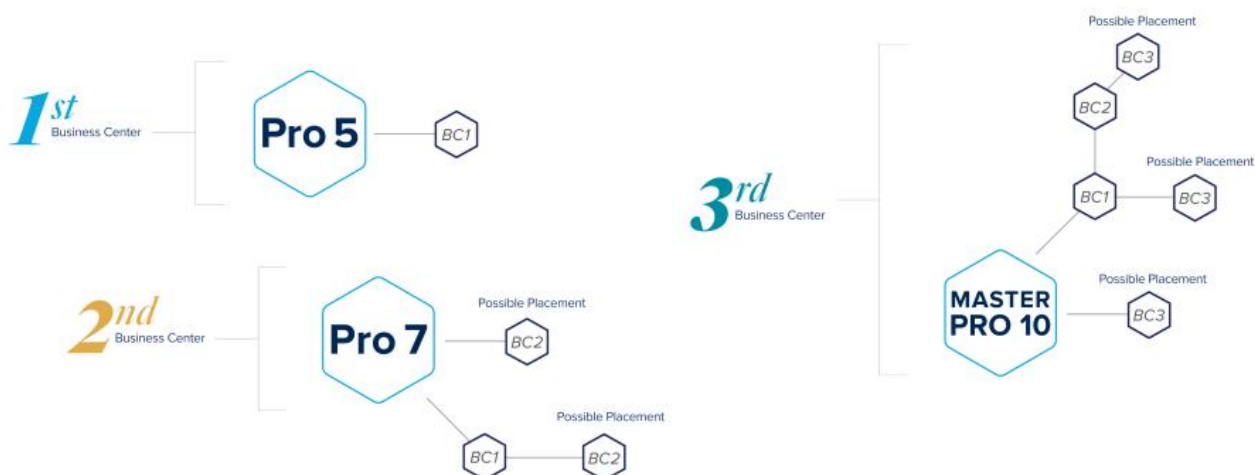 1st
Business Center
Pro 5
BC1
2nd
Business Center
Pro 7
Possible Placement
BC2
BC1
Possible Placement
BC2
3rd
Business Center
MASTER
PRO 10
Possible Placement
BC3
BC2
BC1
Possible Placement
BC3
Possible Placement
BC3